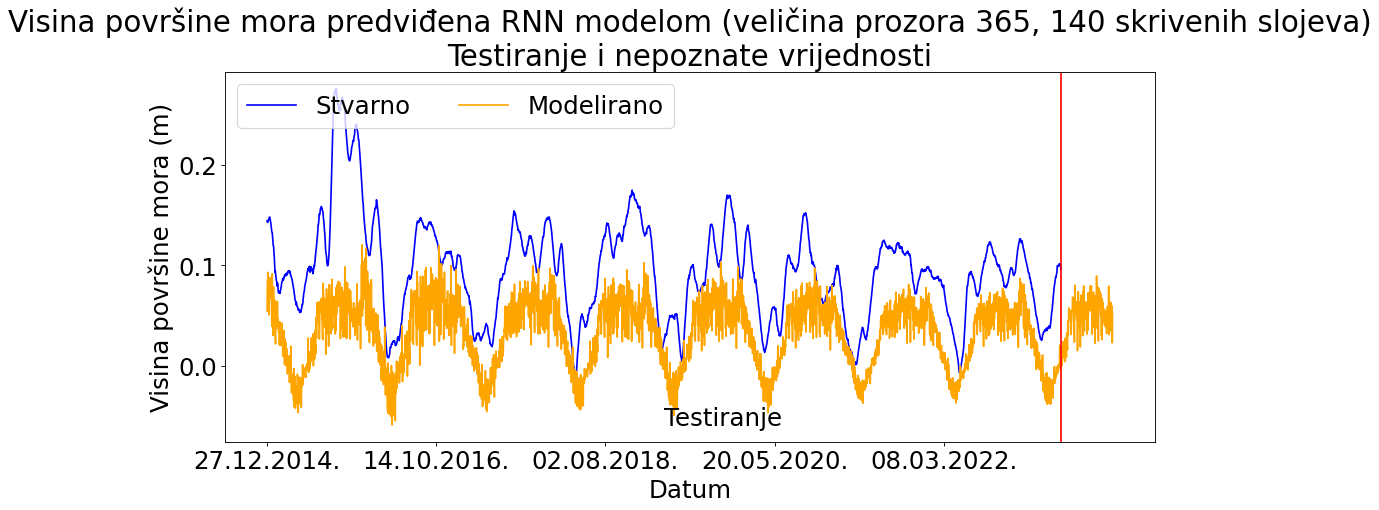 Visina površine mora predviđena RNN modelom (veličina prozora 365, 140 skrivenih slojeva)
Testiranje i nepoznate vrijednosti
Stvarno
Modelirano
Visina površine mora (m)
0.2
0.1
0.0
Testiranje
27.12.2014.
14.10.2016.
02.08.2018.
20.05.2020.
08.03.2022.
Datum